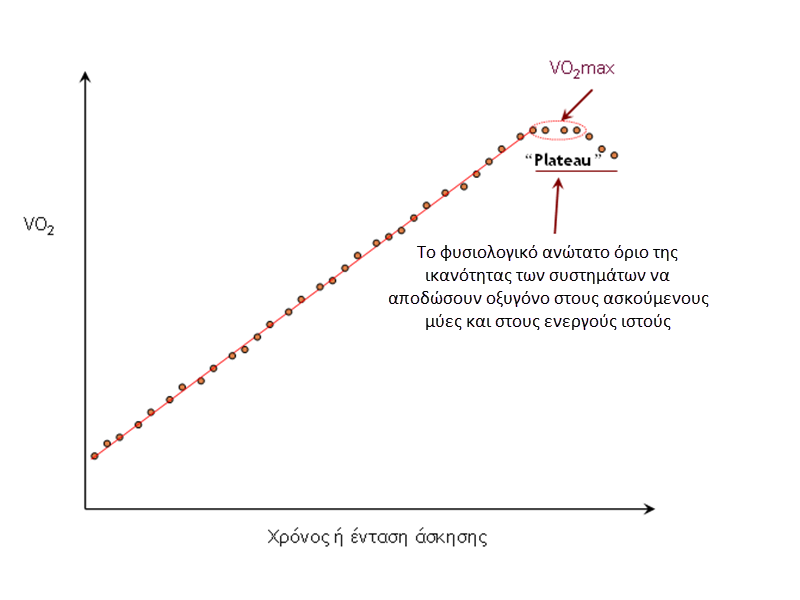 VO₂max
“Plateau”
VO₂
Το φυσιολογικό ανώτατο όριο της
ικανότητας των συστημάτων να
αποδώσουν οξυγόνο στους ασκούμενους
μύες και στους ενεργούς ιστούς
Χρόνος ή ένταση άσκησης